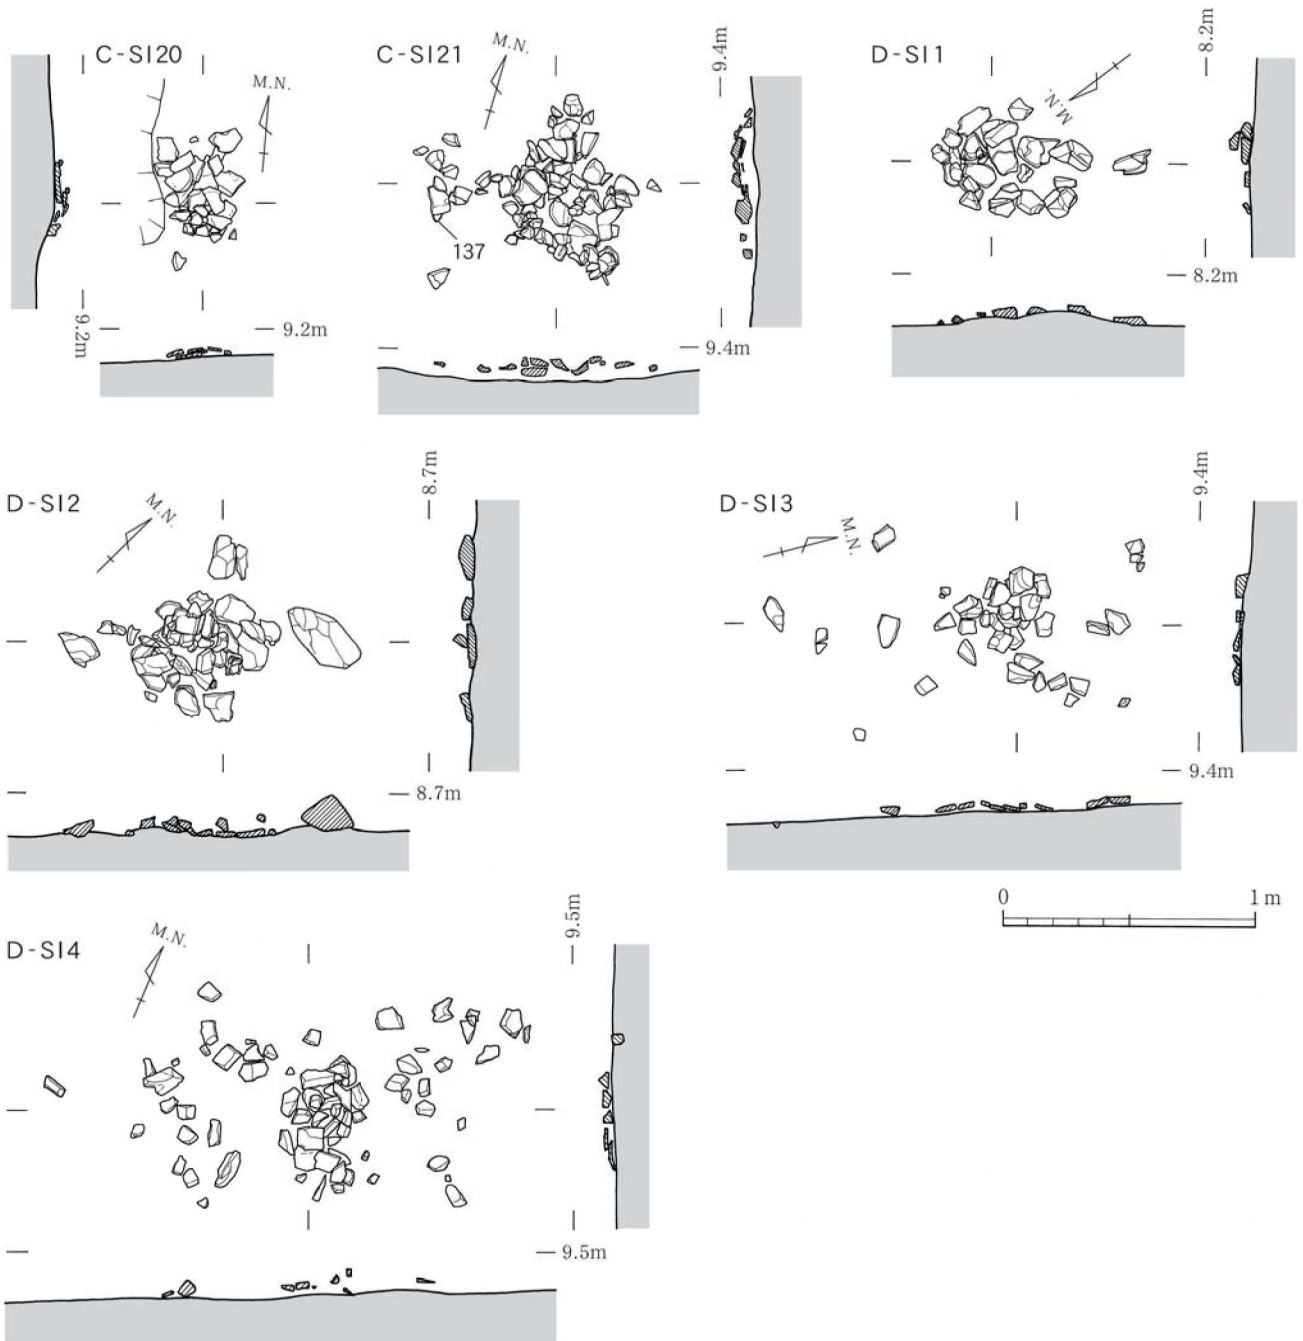 C-SI20
M.N.
9.2m
9.2m
C-SI21
M.N.
137
9.4m
9.4m
D-SI1
M.N.
8.2m
8.2m
D-SI2
M.N.
8.7m
8.7m
D-SI3
M.N.
9.4m
9.4m
0 1m
D-SI4
M.N.
9.5m
9.5m